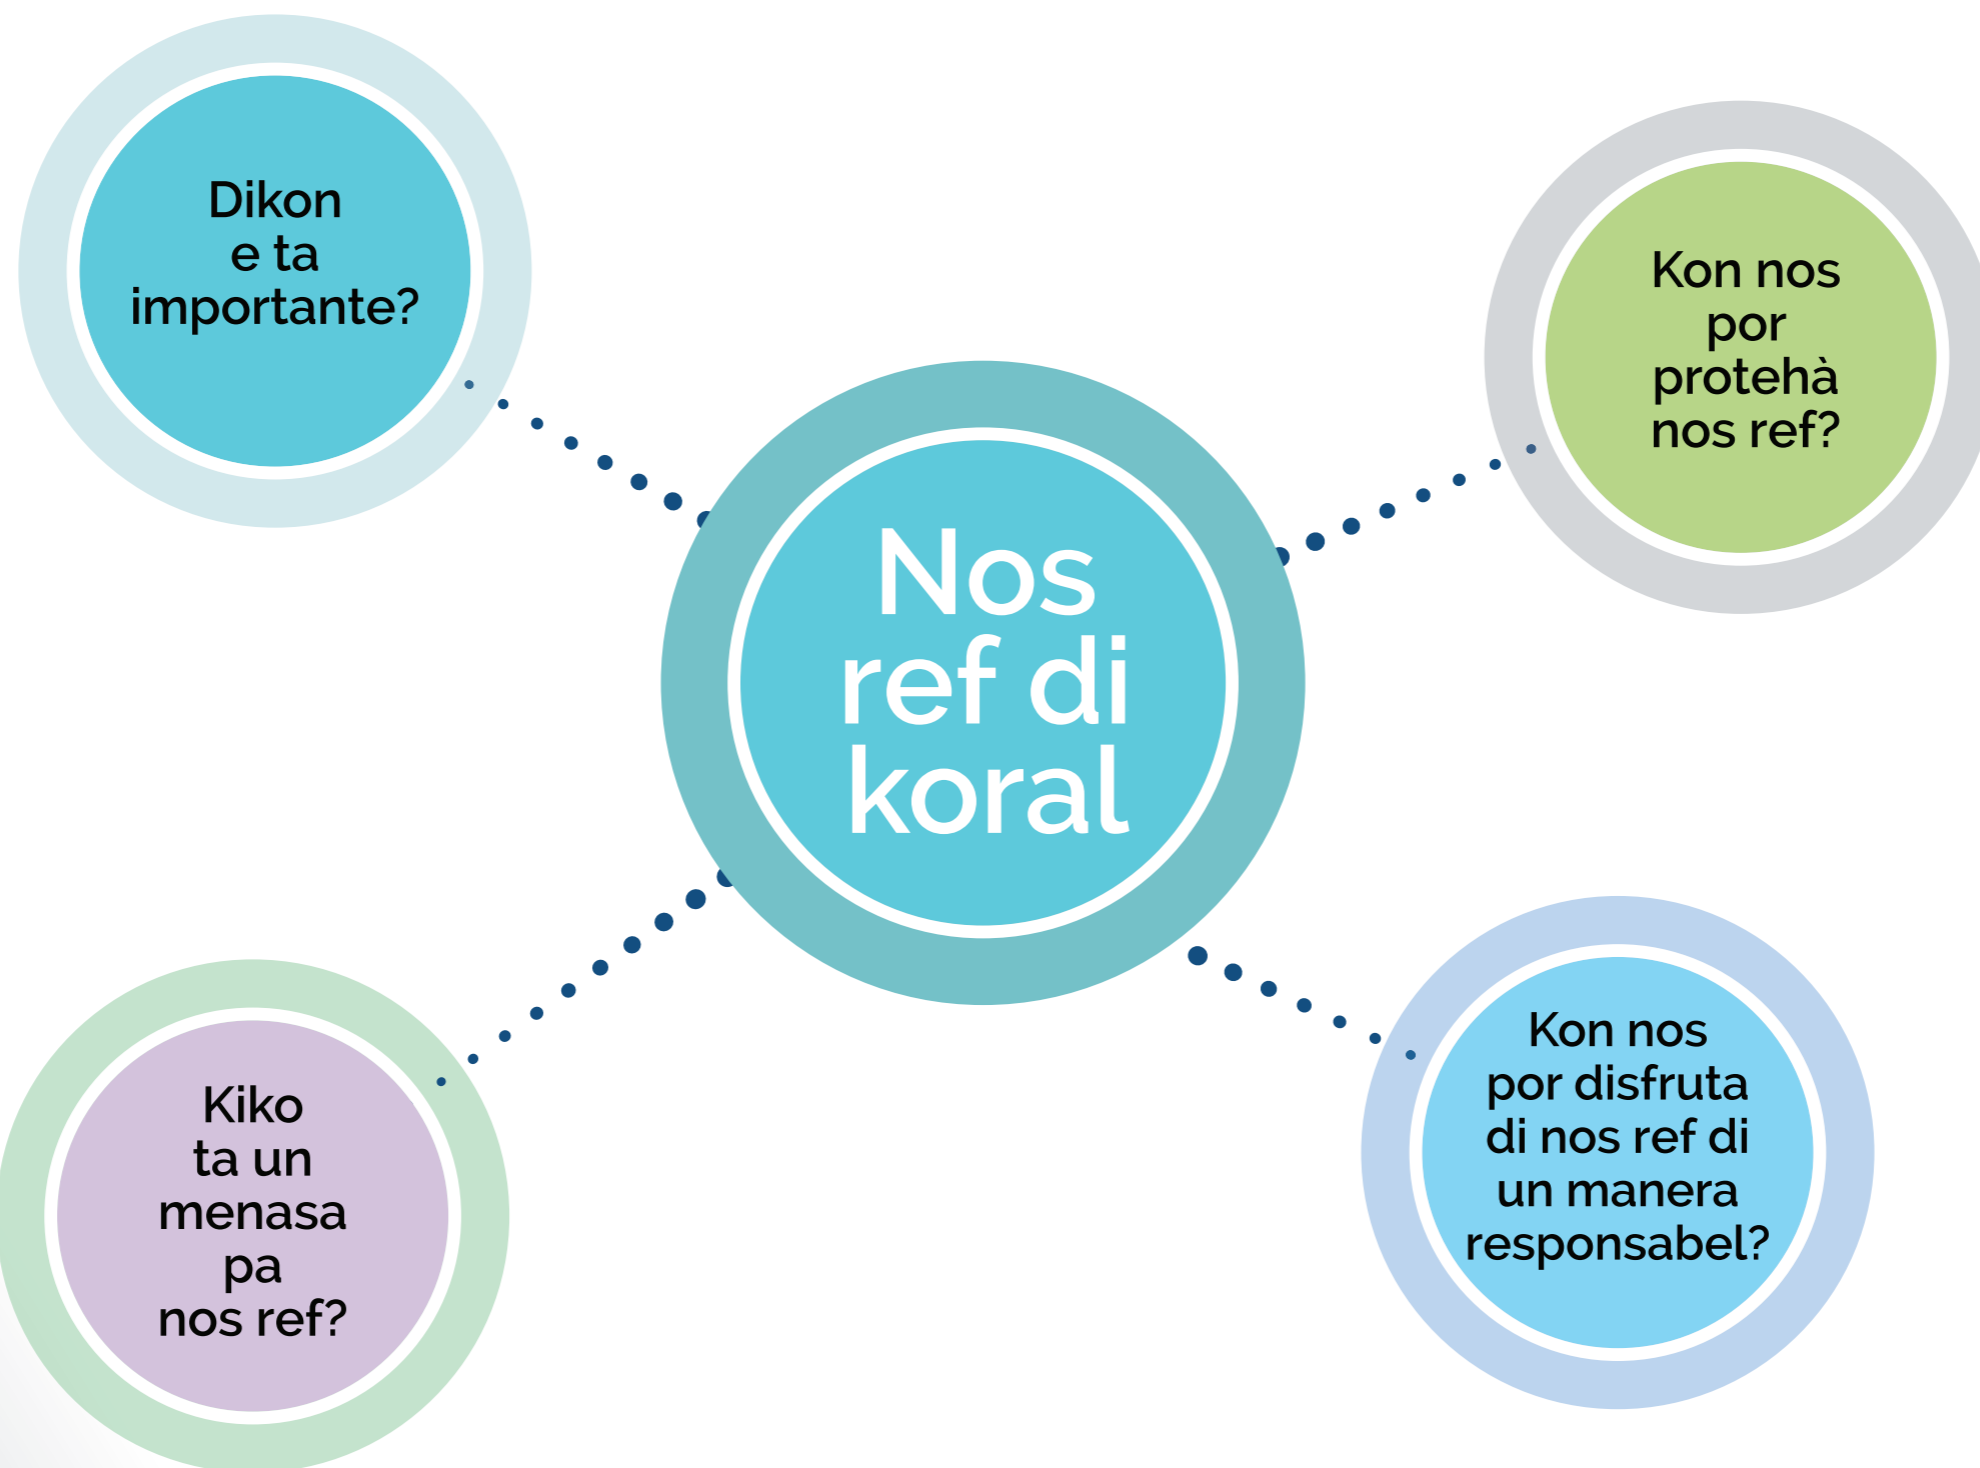 Dikon
e ta
importante?
Kon nos
por
protehà
nos ref?
Nos
ref di
koral
Kiko
ta un
menasa
pa
nos ref?
Kon nos
por disfruta
di nos ref di
un manera
responsabel?